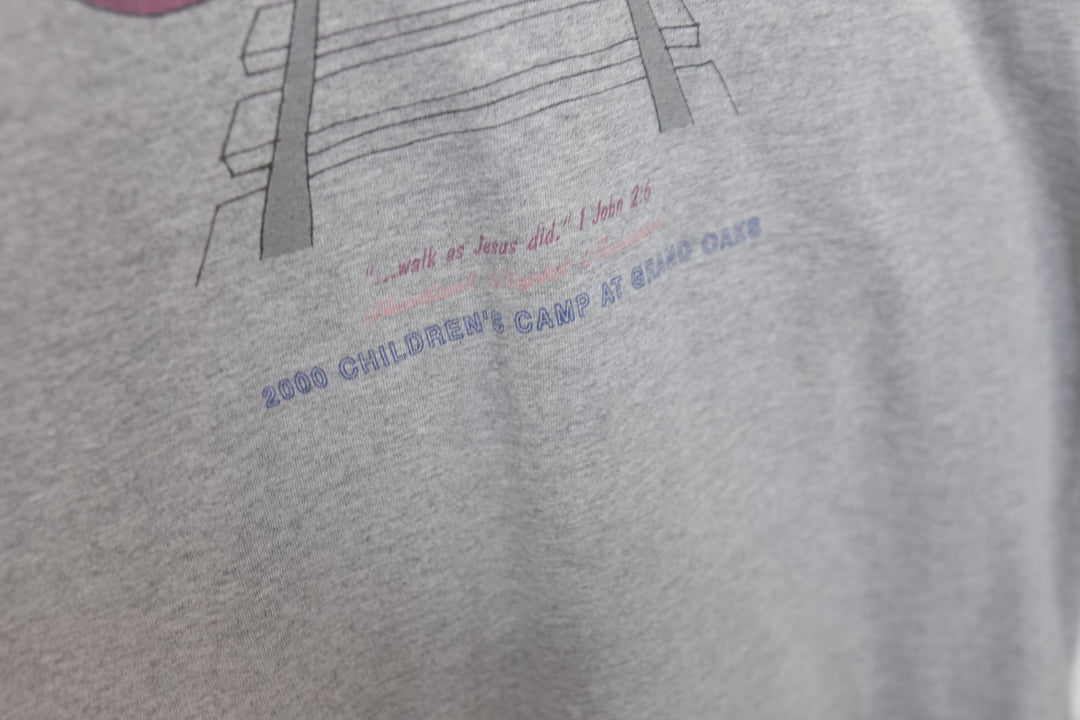 "...walk as Jesus did." 1 John 2:6
2000 CHILDREN'S CAMP AT GRAND OAKS